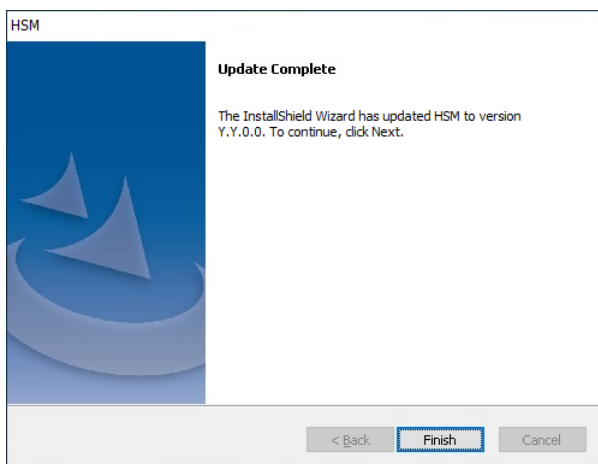 HSM
Update Complete
The InstallShield Wizard has updated HSM to version
Y.Y.0.0. To continue, click Next.
< Back
Finish
Cancel